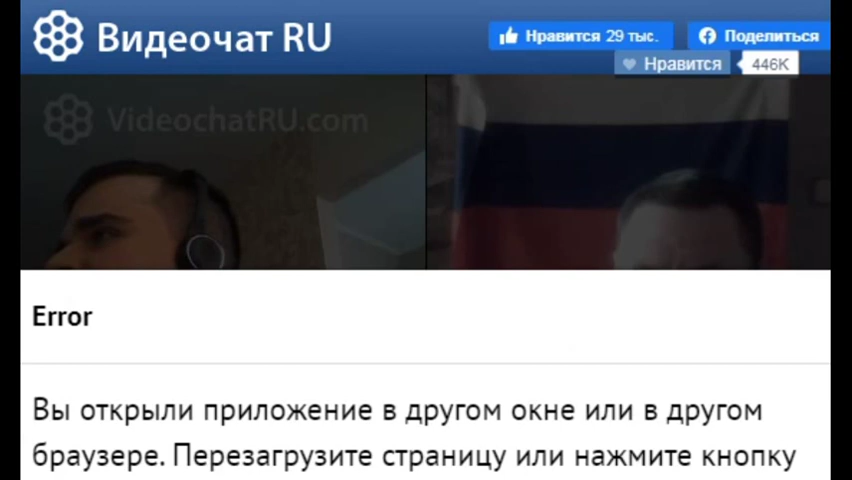 Видеочат RU
Нравится 29 тыс.
Поделиться
Нравится
446K
VideochatRU.com
Error
Вы открыли приложение в другом окне или в другом
браузере. Перезагрузите страницу или нажмите кнопку